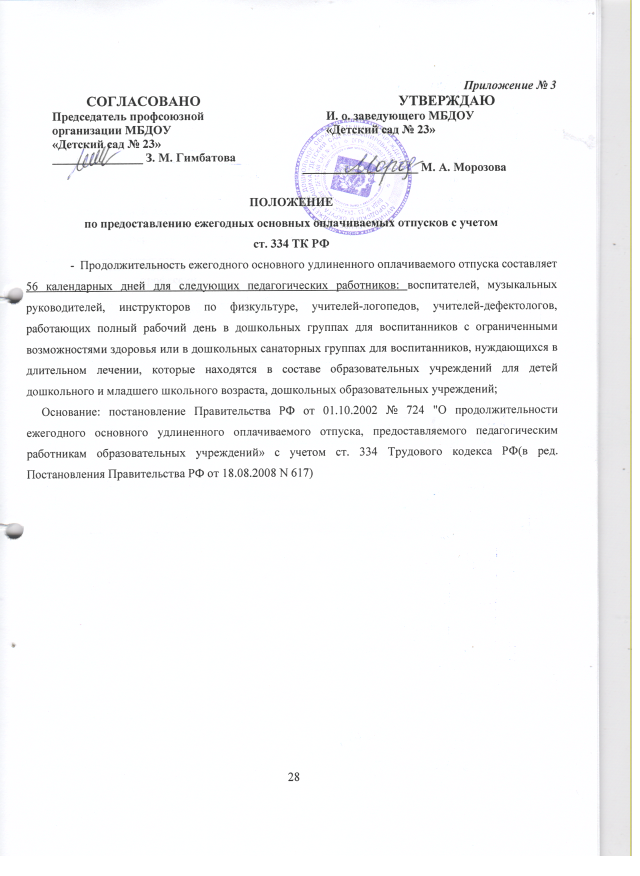 Приложение № 3
СОГЛАСОВАНО
Председатель профсоюзной
организации МБДОУ
«Детский сад № 23»
З. М. Гимбатова
УТВЕРЖДАЮ
И. о. заведующего МБДОУ
«Детский сад № 23»
М. А. Морозова
ПОЛОЖЕНИЕ
по предоставлению ежегодных основных оплачиваемых отпусков с учетом
ст. 334 ТК РФ
- Продолжительность ежегодного основного удлиненного оплачиваемого отпуска составляет
56 календарных дней для следующих педагогических работников: воспитателей, музыкальных
руководителей, инструкторов по физкультуре, учителей-логопедов, учителей-дефектологов,
работающих полный рабочий день в дошкольных группах для воспитанников с ограниченными
возможностями здоровья или в дошкольных санаторных группах для воспитанников, нуждающихся в
длительном лечении, которые находятся в составе образовательных учреждений для детей
дошкольного и младшего школьного возраста, дошкольных образовательных учреждений;
Основание: постановление Правительства РФ от 01.10.2002 № 724 "О продолжительности
ежегодного основного удлиненного оплачиваемого отпуска, предоставляемого педагогическим
работникам образовательных учреждений» с учетом ст. 334 Трудового кодекса РФ(в ред.
Постановления Правительства РФ от 18.08.2008 N 617)
28